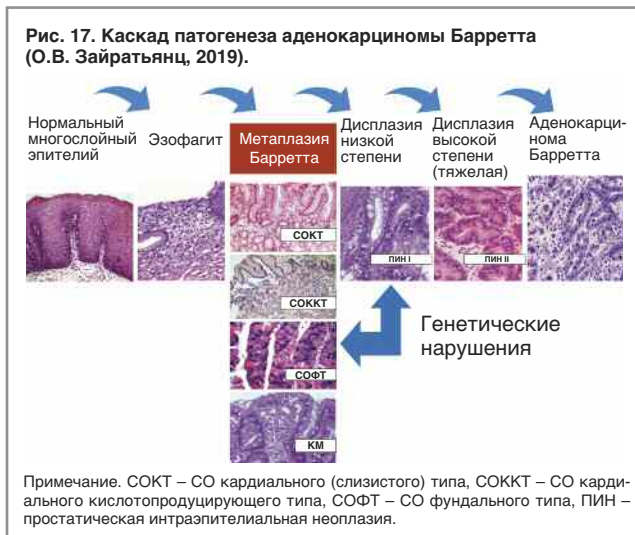 Рис. 17. Каскад патогенеза аденокарциномы Барретта
(О.В. Зайратьянц, 2019).
Нормальный
многослойный
эпителий
Эзофагит
Метаплазия
Барретта
Дисплазия
низкой
степени
Дисплазия
высокой
степени
(тяжелая)
Аденокарци-
нома
Барретта
СОКТ
СОККТ
СОФТ
КМ
ПИН I
ПИН II
Генетические
нарушения
Примечание. СОКТ – СО кардиального (слизистого) типа, СОККТ – СО карди-
ального кислотопродуцирующего типа, СОФТ – СО фундального типа, ПИН –
простатическая интраэпителиальная неоплазия.